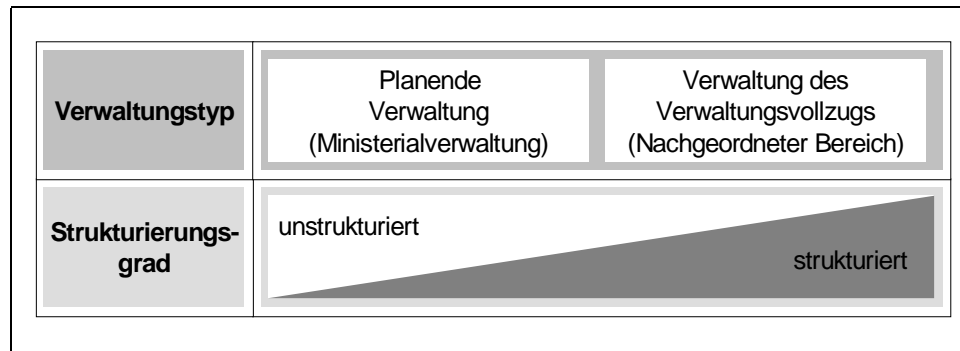 Verwaltungstyp
Planende
Verwaltung
(Ministerialverwaltung)
Verwaltung des
Verwaltungsvollzugs
(Nachgeordneter Bereich)
Strukturierungs-
grad
unstrukturiert
strukturiert